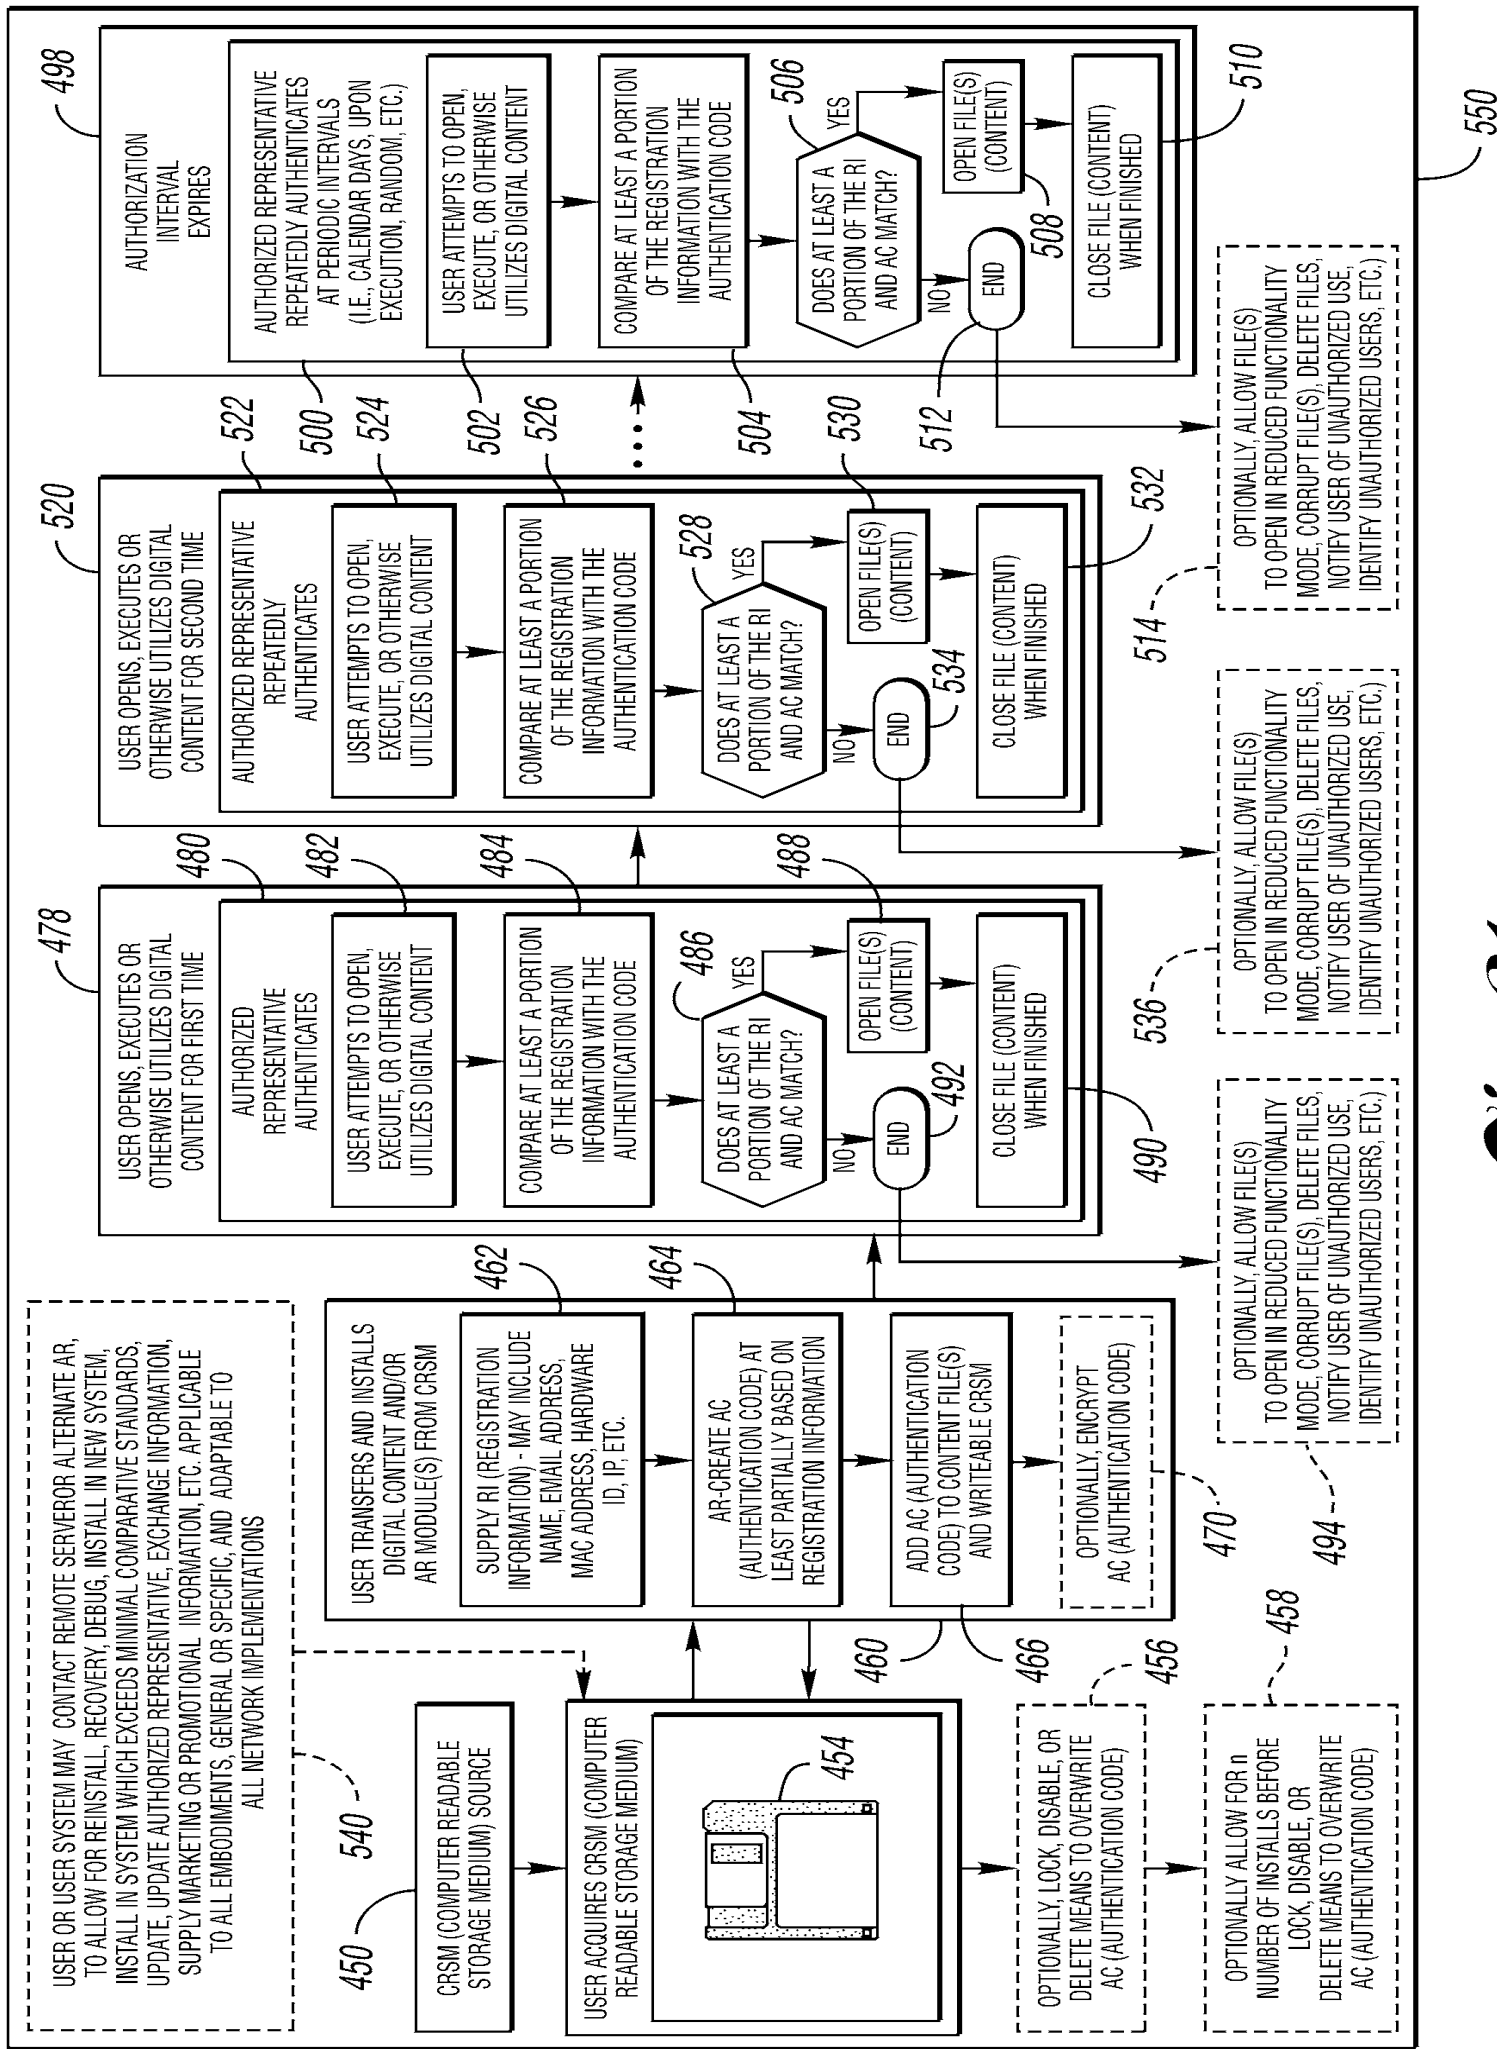 USER OR USER SYSTEM MAY CONTACT REMOTE SERVEROR ALTERNATE AR,
TO ALLOW FOR REINSTALL, RECOVERY, DEBUG, INSTALL IN NEW SYSTEM,
INSTALL IN SYSTEM WHICH EXCEEDS MINIMAL COMPARATIVE STANDARDS,
UPDATE, UPDATE AUTHORIZED REPRESENTATIVE, EXCHANGE INFORMATION,
SUPPLY MARKETING OR PROMOTIONAL INFORMATION, ETC. APPLICABLE
TO ALL EMBODIMENTS, GENERAL OR SPECIFIC, AND ADAPTABLE TO
ALL NETWORK IMPLEMENTATIONS
540
450
CRSM (COMPUTER READABLE
STORAGE MEDIUM) SOURCE
USER ACQUIRES CRSM (COMPUTER
READABLE STORAGE MEDIUM)
454
OPTIONALLY, LOCK, DISABLE, OR
DELETE MEANS TO OVERWRITE
AC (AUTHENTICATION CODE)
456
OPTIONALLY ALLOW FOR n
NUMBER OF INSTALLS BEFORE
LOCK, DISABLE, OR
DELETE MEANS TO OVERWRITE
AC (AUTHENTICATION CODE)
458
USER TRANSFERS AND INSTALLS
DIGITAL CONTENT AND/OR
AR MODULE(S) FROM CRSM
SUPPLY RI (REGISTRATION
INFORMATION) - MAY INCLUDE
NAME, EMAIL ADDRESS,
MAC ADDRESS, HARDWARE
ID, IP, ETC.
462
AR-CREATE AC
(AUTHENTICATION CODE) AT
LEAST PARTIALLY BASED ON
REGISTRATION INFORMATION
464
ADD AC (AUTHENTICATION
CODE) TO CONTENT FILE(S)
AND WRITEABLE CRSM
460
466
OPTIONALLY, ENCRYPT
AC (AUTHENTICATION CODE)
470
478
USER OPENS, EXECUTES OR
OTHERWISE UTILIZES DIGITAL
CONTENT FOR FIRST TIME
480
AUTHORIZED
REPRESENTATIVE
AUTHENTICATES
482
USER ATTEMPTS TO OPEN,
EXECUTE, OR OTHERWISE
UTILIZES DIGITAL CONTENT
484
COMPARE AT LEAST A PORTION
OF THE REGISTRATION
INFORMATION WITH THE
AUTHENTICATION CODE
486
DOES AT LEAST A
PORTION OF THE RI
AND AC MATCH?
YES
NO
488
OPEN FILE(S)
(CONTENT)
END
492
CLOSE FILE (CONTENT)
WHEN FINISHED
490
OPTIONALLY, ALLOW FILE(S)
TO OPEN IN REDUCED FUNCTIONALITY
MODE, CORRUPT FILE(S), DELETE FILES,
NOTIFY USER OF UNAUTHORIZED USE,
IDENTIFY UNAUTHORIZED USERS, ETC.)
494
520
USER OPENS, EXECUTES OR
OTHERWISE UTILIZES DIGITAL
CONTENT FOR SECOND TIME
522
AUTHORIZED REPRESENTATIVE
REPEATEDLY
AUTHENTICATES
524
USER ATTEMPTS TO OPEN,
EXECUTE, OR OTHERWISE
UTILIZES DIGITAL CONTENT
526
COMPARE AT LEAST A PORTION
OF THE REGISTRATION
INFORMATION WITH THE
AUTHENTICATION CODE
528
DOES AT LEAST A
PORTION OF THE RI
AND AC MATCH?
YES
NO
530
OPEN FILE(S)
(CONTENT)
END
534
CLOSE FILE (CONTENT)
WHEN FINISHED
532
OPTIONALLY, ALLOW FILE(S)
TO OPEN IN REDUCED FUNCTIONALITY
MODE, CORRUPT FILE(S), DELETE FILES,
NOTIFY USER OF UNAUTHORIZED USE,
IDENTIFY UNAUTHORIZED USERS, ETC.)
536
498
AUTHORIZATION
INTERVAL
EXPIRES
500
AUTHORIZED REPRESENTATIVE
REPEATEDLY AUTHENTICATES
AT PERIODIC INTERVALS
(I.E., CALENDAR DAYS, UPON
EXECUTION, RANDOM, ETC.)
502
USER ATTEMPTS TO OPEN,
EXECUTE, OR OTHERWISE
UTILIZES DIGITAL CONTENT
504
COMPARE AT LEAST A PORTION
OF THE REGISTRATION
INFORMATION WITH THE
AUTHENTICATION CODE
506
DOES AT LEAST A
PORTION OF THE RI
AND AC MATCH?
YES
NO
512
END
OPEN FILE(S)
(CONTENT)
508
CLOSE FILE (CONTENT)
WHEN FINISHED
510
OPTIONALLY, ALLOW FILE(S)
TO OPEN IN REDUCED FUNCTIONALITY
MODE, CORRUPT FILE(S), DELETE FILES,
NOTIFY USER OF UNAUTHORIZED USE,
IDENTIFY UNAUTHORIZED USERS, ETC.)
514
550